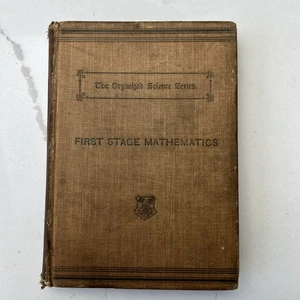 The Organized Science Series.
FIRST STAGE MATHEMATICS